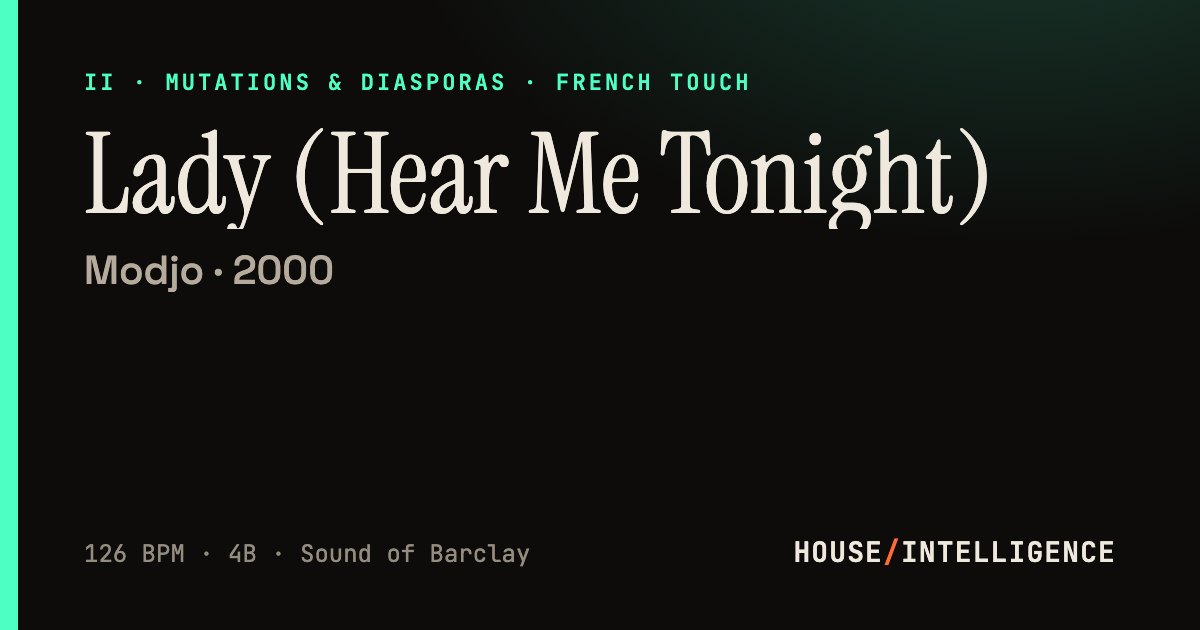 II · MUTATIONS & DIASPORAS · FRENCH TOUCH
Lady (Hear Me Tonight)
Modjo · 2000
126 BPM · 4B · Sound of Barclay
HOUSE/INTELLIGENCE